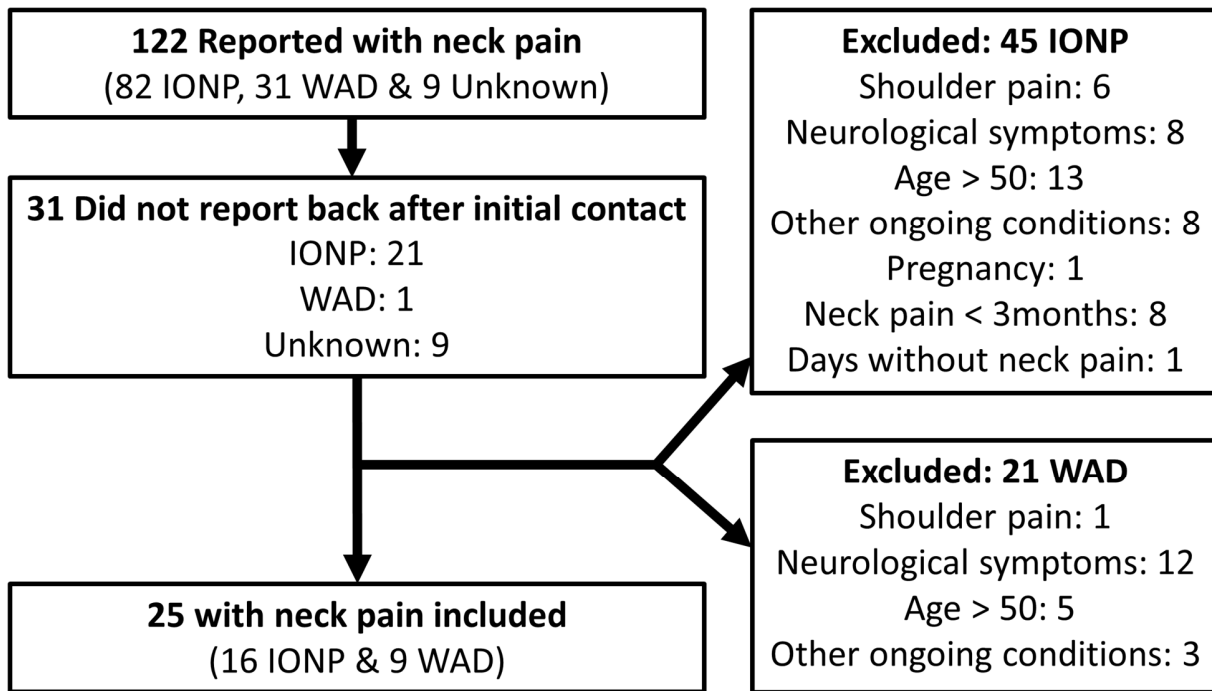 122 Reported with neck pain
(82 IONP, 31 WAD & 9 Unknown)
31 Did not report back after initial contact
IONP: 21
WAD: 1
Unknown: 9
25 with neck pain included
(16 IONP & 9 WAD)
Excluded: 45 IONP
Shoulder pain: 6
Neurological symptoms: 8
Age > 50: 13
Other ongoing conditions: 8
Pregnancy: 1
Neck pain < 3months: 8
Days without neck pain: 1
Excluded: 21 WAD
Shoulder pain: 1
Neurological symptoms: 12
Age > 50: 5
Other ongoing conditions: 3